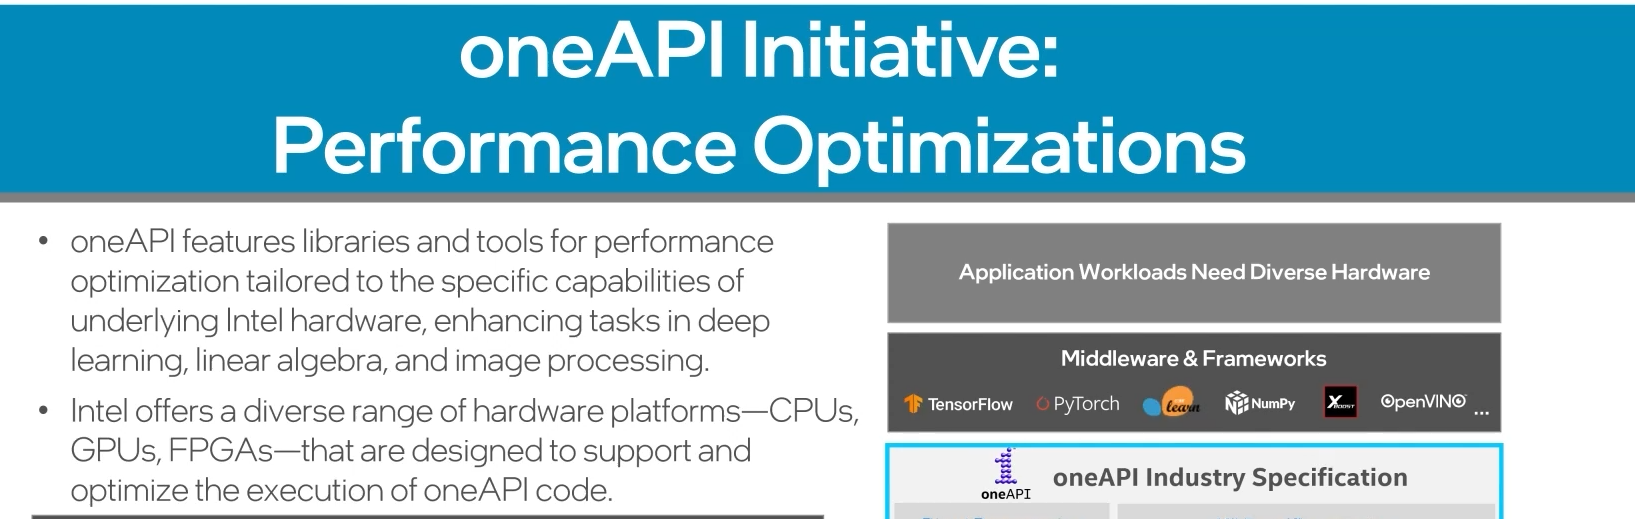 oneAPI Initiative:
Performance Optimizations
• oneAPI features libraries and tools for performance
optimization tailored to the specific capabilities of
underlying Intel hardware, enhancing tasks in deep
learning, linear algebra, and image processing.
• Intel offers a diverse range of hardware platforms—CPUs,
GPUs, FPGAs—that are designed to support and
optimize the execution of oneAPI code.
Application Workloads Need Diverse Hardware
Middleware & Frameworks
TensorFlow PyTorch learn NumPy XBOOST OpenVINO ...
oneAPI oneAPI Industry Specification